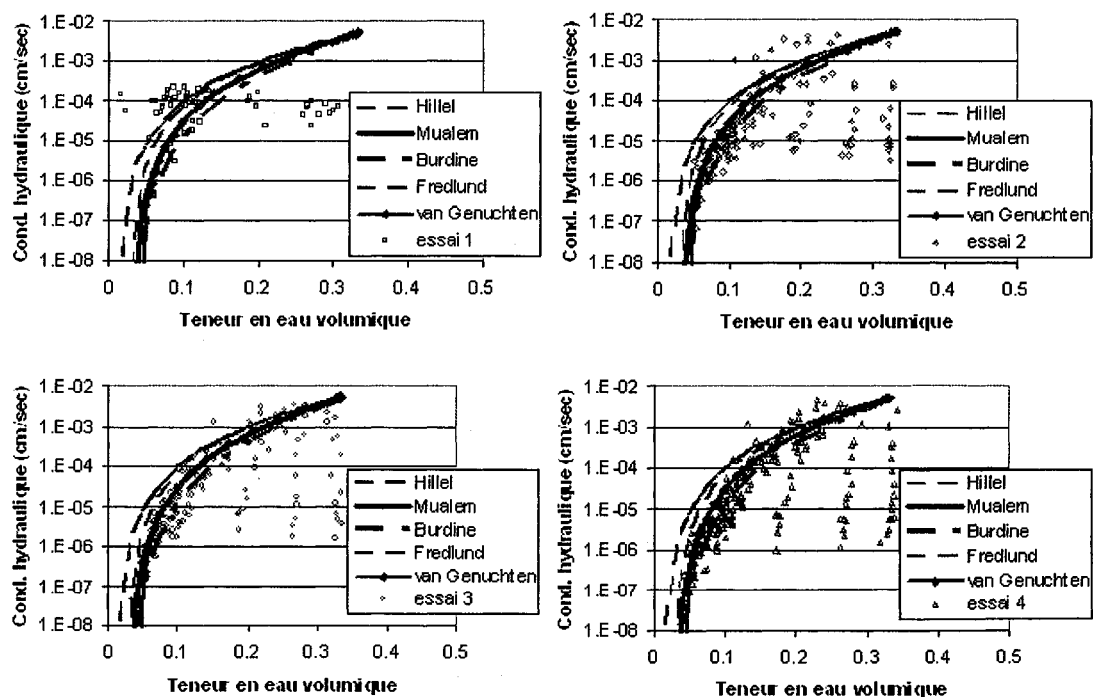 Cond. hydraulique (cm/sec)
1.E-02
1.E-03
1.E-04
1.E-05
1.E-06
1.E-07
1.E-08
0
0.1
0.2
0.3
0.4
0.5
Teneur en eau volumique
Hillel
Mualem
Burdine
Fredlund
van Genuchten
essai 1
Cond. hydraulique (cm/sec)
1.E-02
1.E-03
1.E-04
1.E-05
1.E-06
1.E-07
1.E-08
0
0.1
0.2
0.3
0.4
0.5
Teneur en eau volumique
Hillel
Mualem
Burdine
Fredlund
van Genuchten
essai 2
Cond. hydraulique (cm/sec)
1.E-02
1.E-03
1.E-04
1.E-05
1.E-06
1.E-07
1.E-08
0
0.1
0.2
0.3
0.4
0.5
Teneur en eau volumique
Hillel
Mualem
Burdine
Fredlund
van Genuchten
essai 3
Cond. hydraulique (cm/sec)
1.E-02
1.E-03
1.E-04
1.E-05
1.E-06
1.E-07
1.E-08
0
0.1
0.2
0.3
0.4
0.5
Teneur en eau volumique
Hillel
Mualem
Burdine
Fredlund
van Genuchten
essai 4